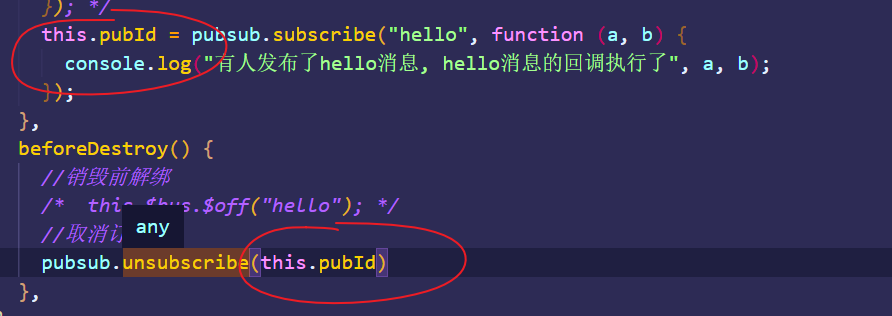 }); */
this.pubId = pubsub.subscribe("hello", function (a, b) {
console.log("有人发布了hello消息, hello消息的回调执行了", a, b);
});
},
beforeDestroy() {
//销毁前解绑
/*  this.$bus.$off("hello"); */
//取消
any
pubsub.unsubscribe(this.pubId)
},